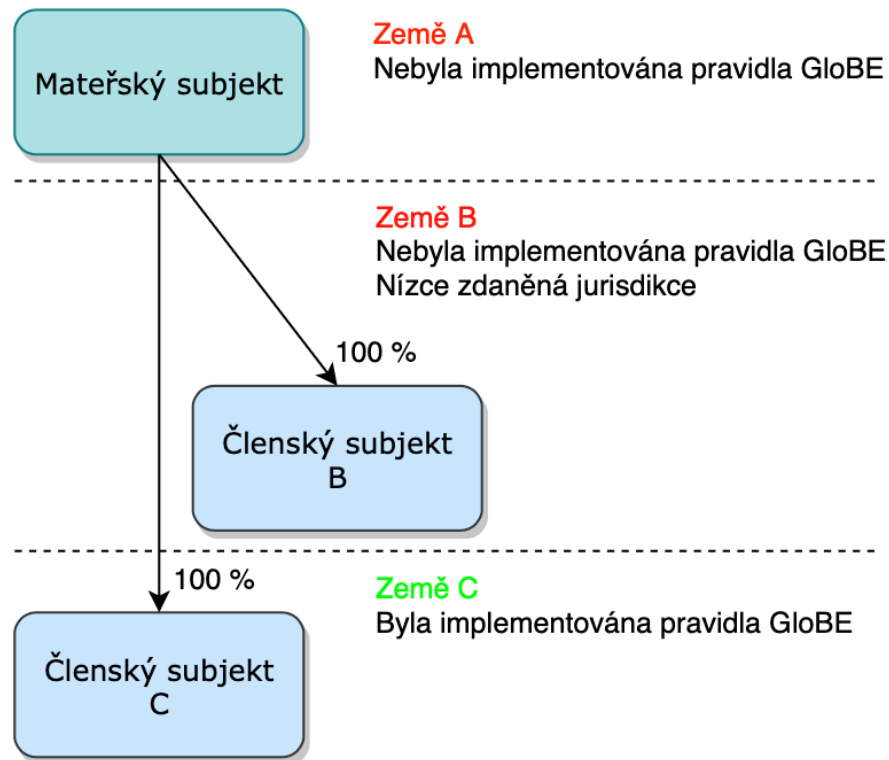 Mateřský subjekt
Země A
Nebyla implementována pravidla GloBE
Země B
Nebyla implementována pravidla GloBE
Nízce zdaněná jurisdikce
100 %
Členský subjekt
B
100 %
Země C
Byla implementována pravidla GloBE
Členský subjekt
C